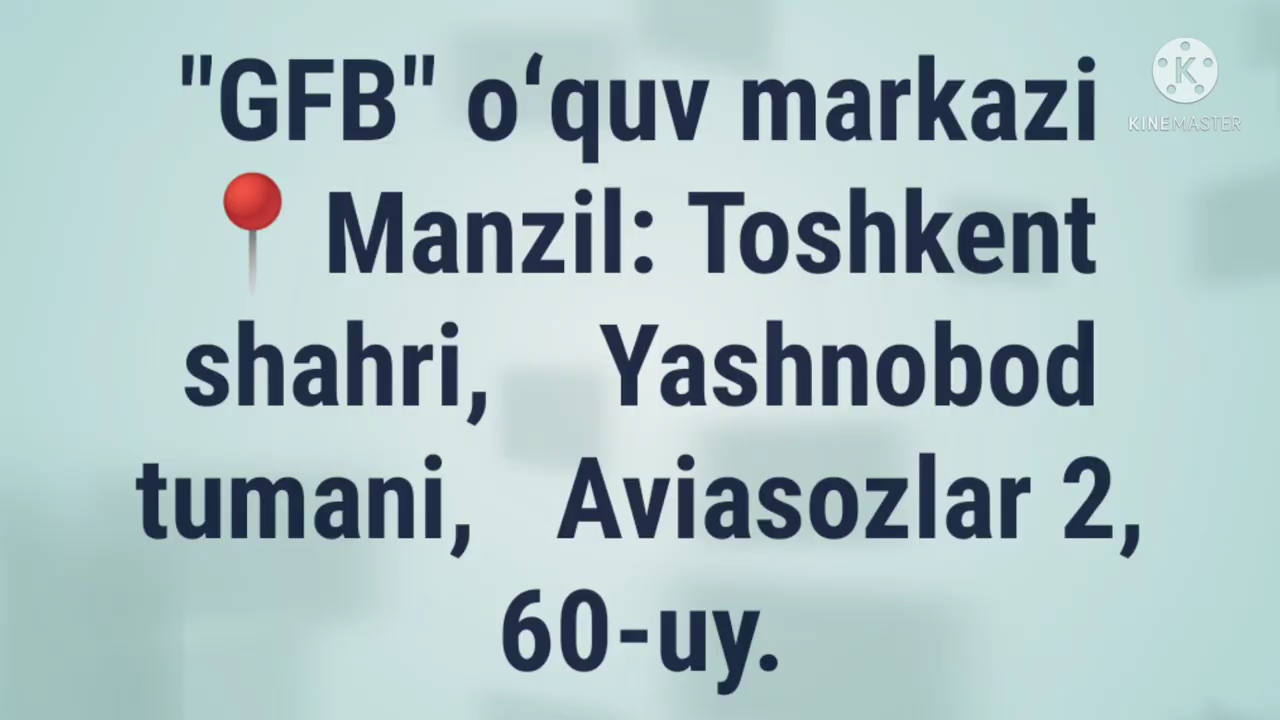 "GFB" o‘quv markazi
📍 Manzil: Toshkent
shahri, Yashnobod
tumani, Aviasozlar 2,
60-uy.
KINEMASTER